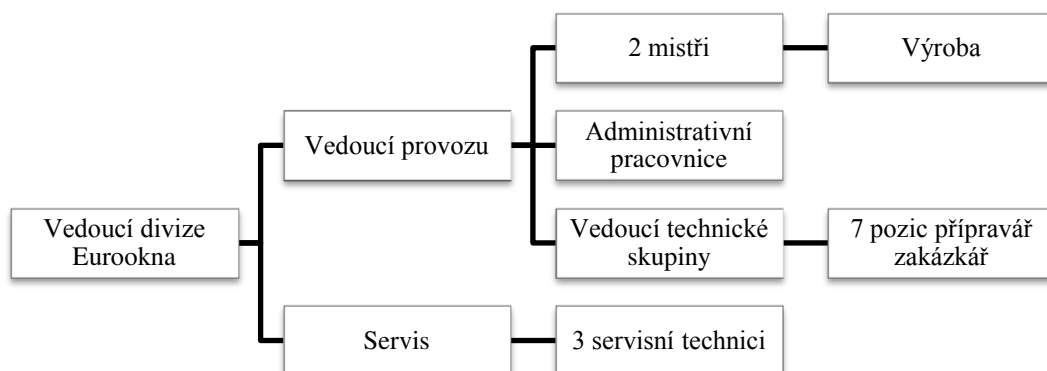 2 mistři
Výroba
Vedoucí provozu
Administrativní
pracovnice
Vedoucí divize
Eurookna
Vedoucí technické
skupiny
7 pozic přípravář
zakázkář
Servis
3 servisní technici